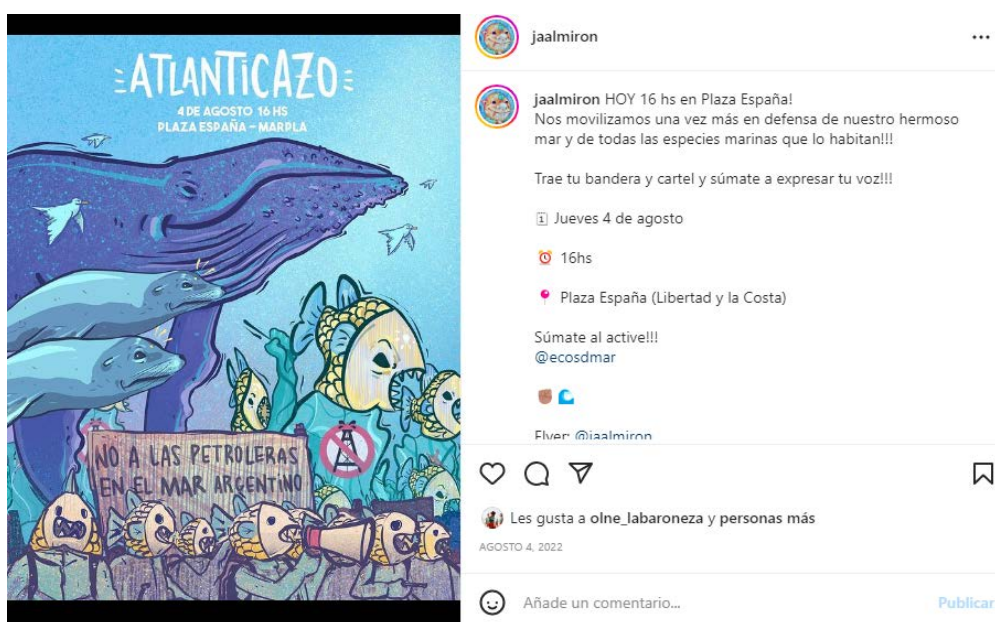 ATLANTICAZO
4 DE AGOSTO 16 HS
PLAZA ESPAÑA - MARPLA
NO A LAS PETROLERAS
EN EL MAR ARGENTINO
jaalmiron
jaalmiron HOY 16 hs en Plaza España!
Nos movilizamos una vez más en defensa de nuestro hermoso
mar y de todas las especies marinas que lo habitan!!!
Trae tu bandera y cartel y súmate a expresar tu voz!!!
1 Jueves 4 de agosto
⏰ 16hs
📍 Plaza España (Libertad y la Costa)
Súmate al active!!!
@ecosdmar
✊🏽 🌊
Flyer: @jaalmiron
Les gusta a olne_labaroneza y personas más
AGOSTO 4, 2022
Añade un comentario...
Publicar